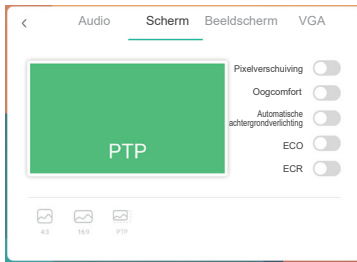 Audio Scherm Beeldscherm VGA
Pixelverschuiving
Oogcomfort
Automatische
achtergrondverlichting
ECO
ECR
PTP
4:3 16:9 PTP